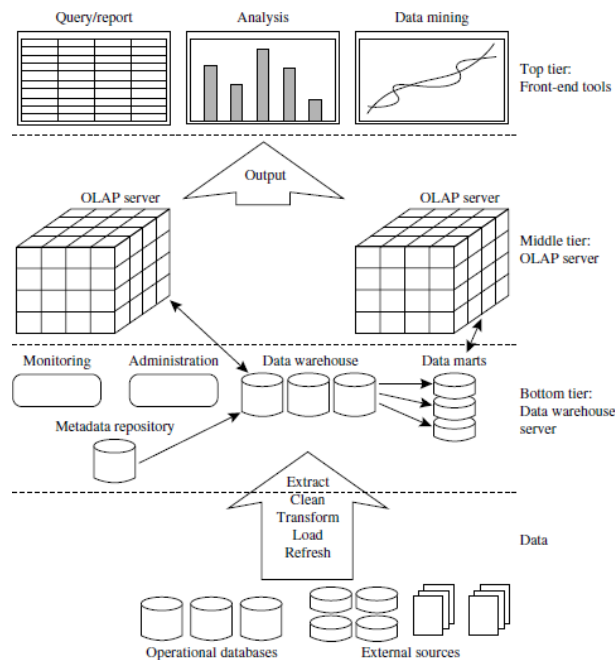 Query/report
Analysis
Data mining
Top tier:
Front-end tools
Output
OLAP server
OLAP server
Middle tier:
OLAP server
Monitoring
Administration
Data warehouse
Data marts
Bottom tier:
Data warehouse
server
Metadata repository
Extract
Clean
Transform
Load
Refresh
Data
Operational databases
External sources